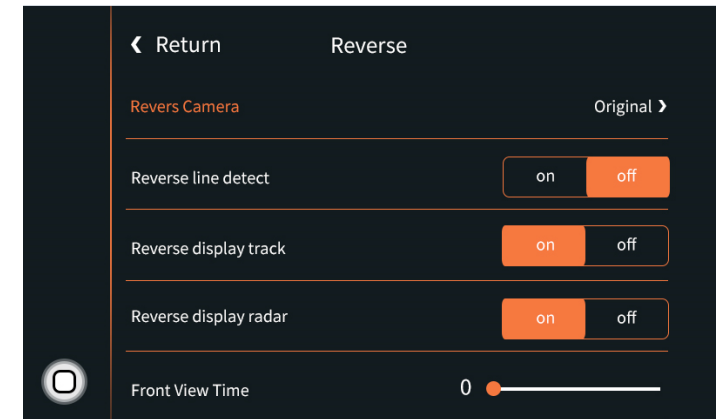 ❮ Return Reverse
Revers Camera Original ❯
Reverse line detect on off
Reverse display track on off
Reverse display radar on off
Front View Time 0